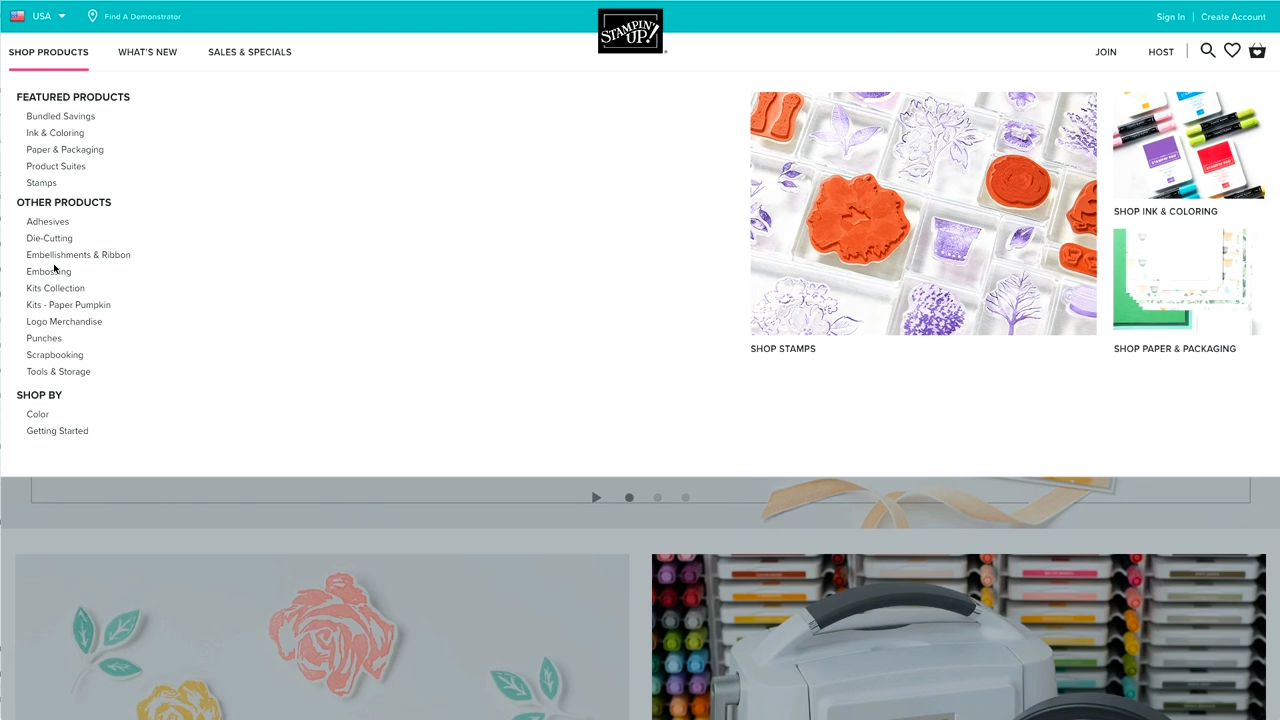 USA
Find A Demonstrator
STAMPIN' UP!
Sign In
Create Account
SHOP PRODUCTS
WHAT'S NEW
SALES & SPECIALS
JOIN
HOST
FEATURED PRODUCTS
Bundled Savings
Ink & Coloring
Paper & Packaging
Product Suites
Stamps
OTHER PRODUCTS
Adhesives
Die-Cutting
Embellishments & Ribbon
Embossing
Kits Collection
Kits - Paper Pumpkin
Logo Merchandise
Punches
Scrapbooking
Tools & Storage
SHOP BY
Color
Getting Started
SHOP STAMPS
SHOP INK & COLORING
SHOP PAPER & PACKAGING